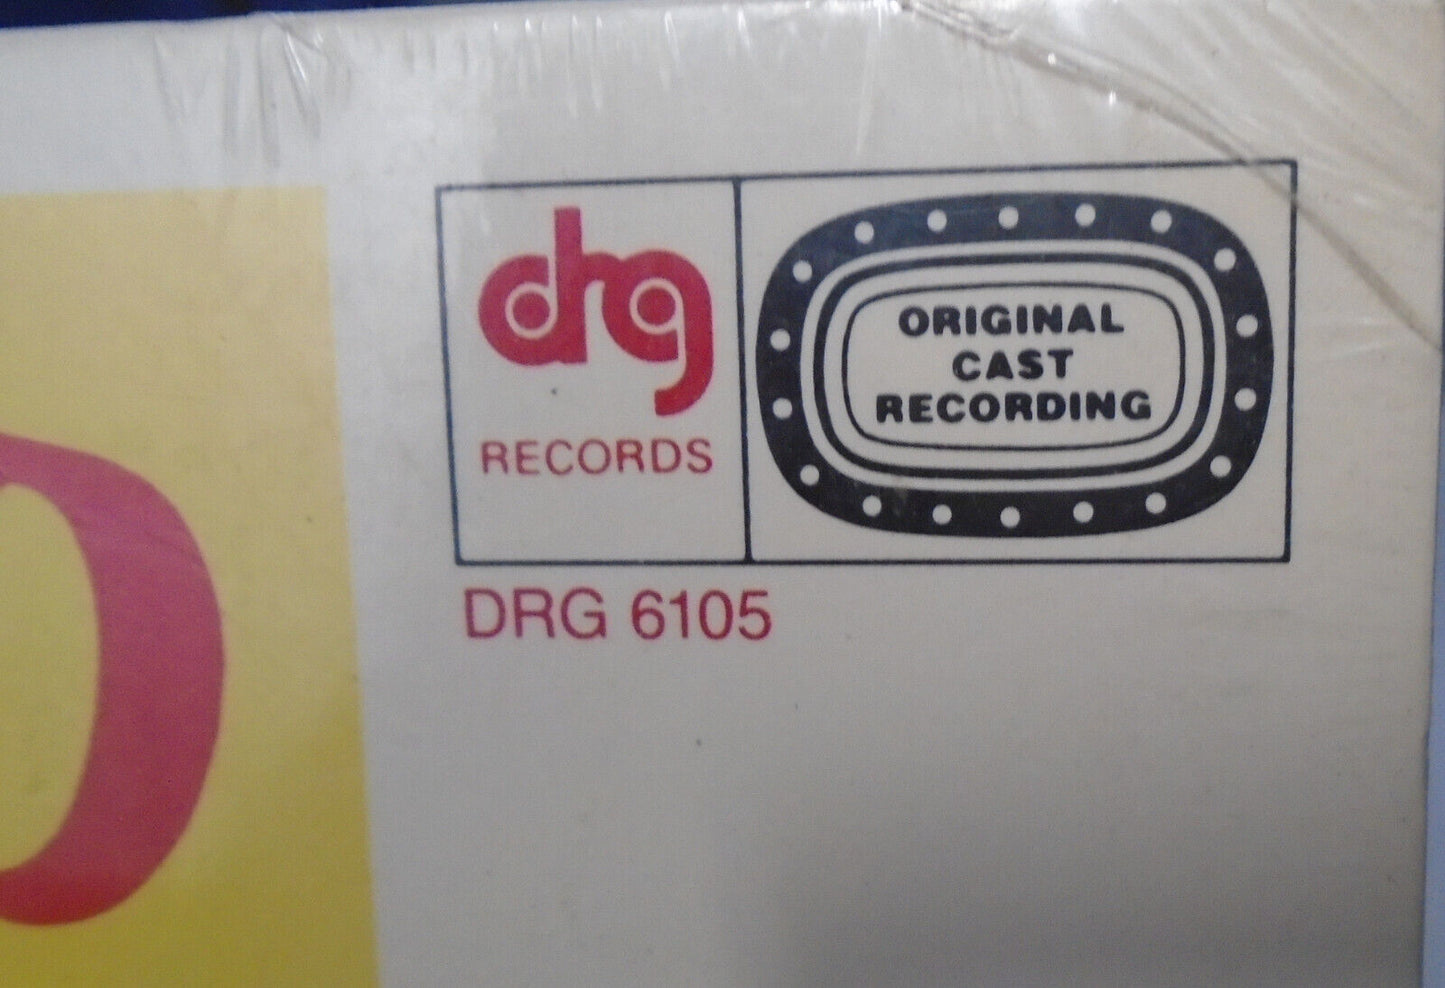 drg
RECORDS
ORIGINAL
CAST
RECORDING
DRG 6105